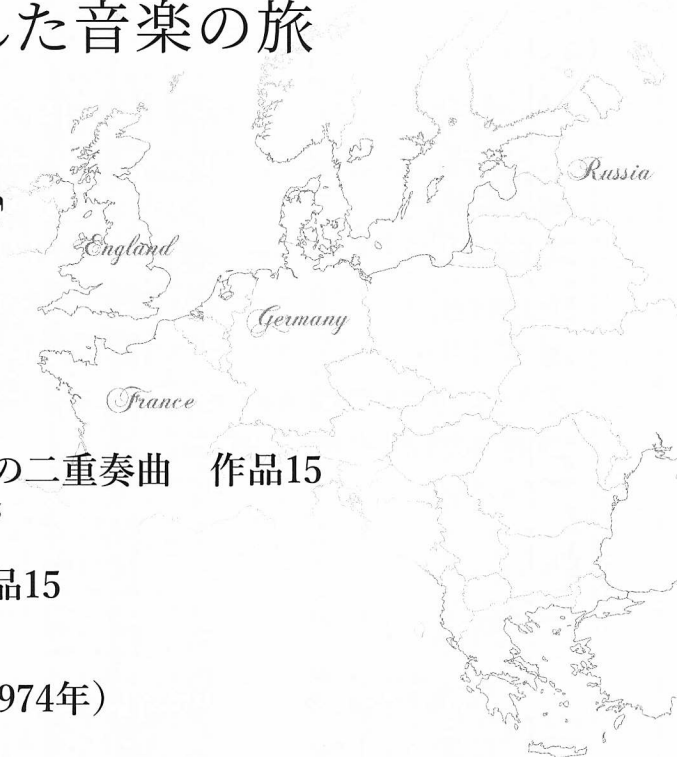 した音楽の旅
Russia
England
Germany
France
の二重奏曲　作品15
品15
974年）